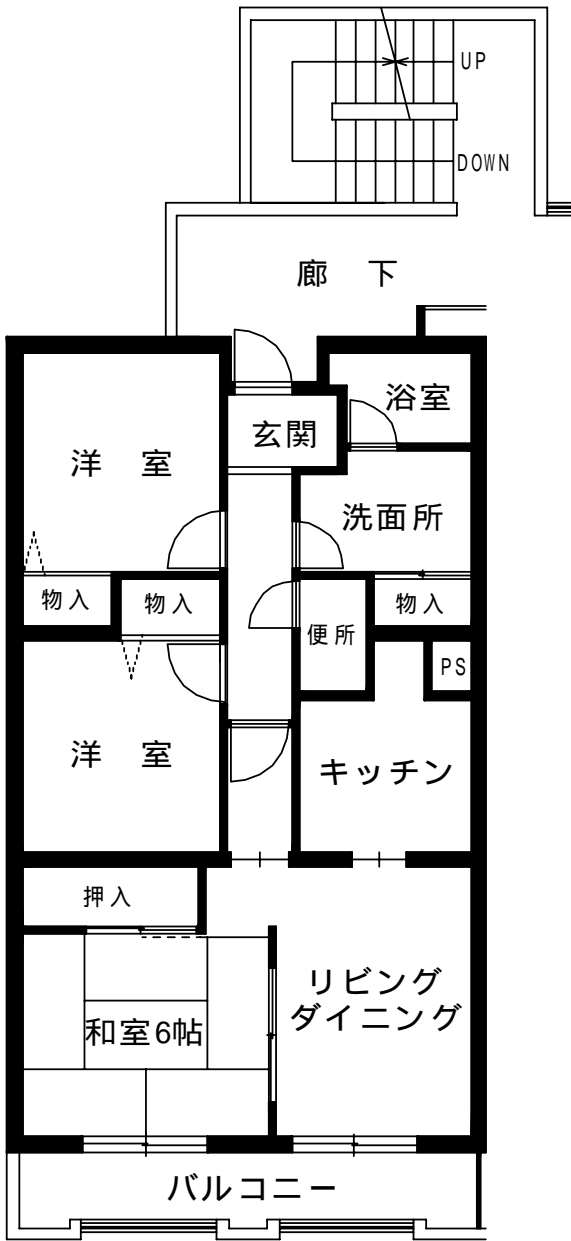 UP
DOWN
廊 下
浴室
玄関
洋 室
洗面所
物入
物入
物入
便所
PS
洋 室
キッチン
押入
リビング
ダイニング
和室6帖
バルコニー